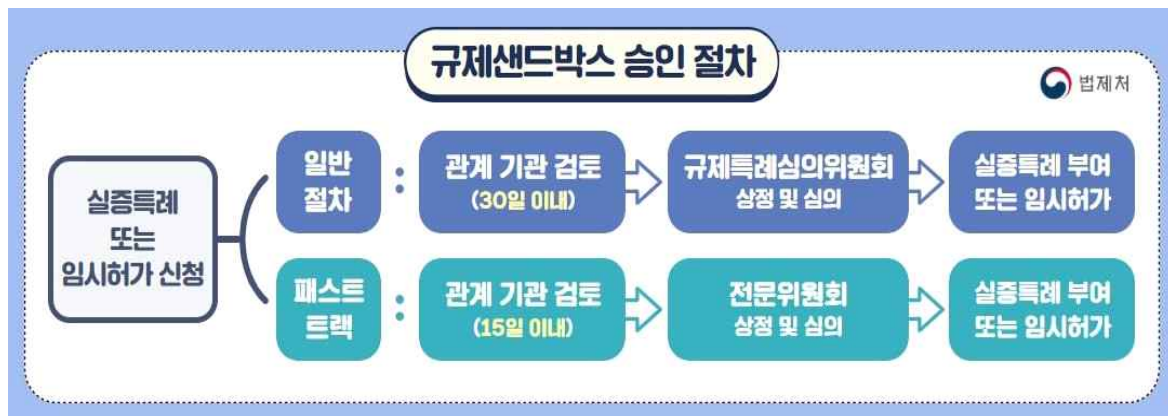 규제샌드박스 승인 절차
법제처
실증특례
또는
임시허가 신청
일반
절차
:
관계 기관 검토
(30일 이내)
규제특례심의위원회
상정 및 심의
실증특례 부여
또는 임시허가
패스트
트랙
:
관계 기관 검토
(15일 이내)
전문위원회
상정 및 심의
실증특례 부여
또는 임시허가